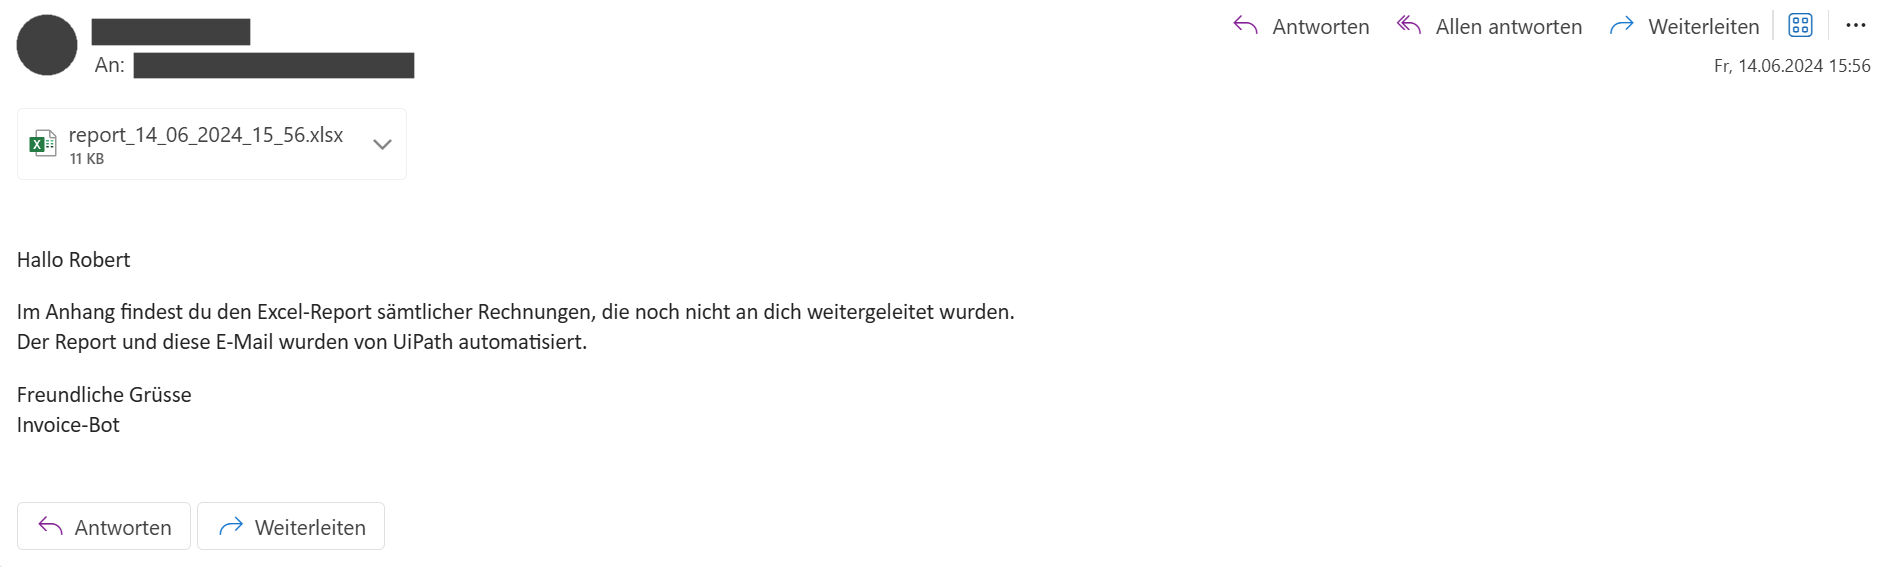 Antworten Allen antworten Weiterleiten
An:
Fr, 14.06.2024 15:56
report_14_06_2024_15_56.xlsx
11 KB
Hallo Robert
Im Anhang findest du den Excel-Report sämtlicher Rechnungen, die noch nicht an dich weitergeleitet wurden.
Der Report und diese E-Mail wurden von UiPath automatisiert.
Freundliche Grüsse
Invoice-Bot
Antworten Weiterleiten